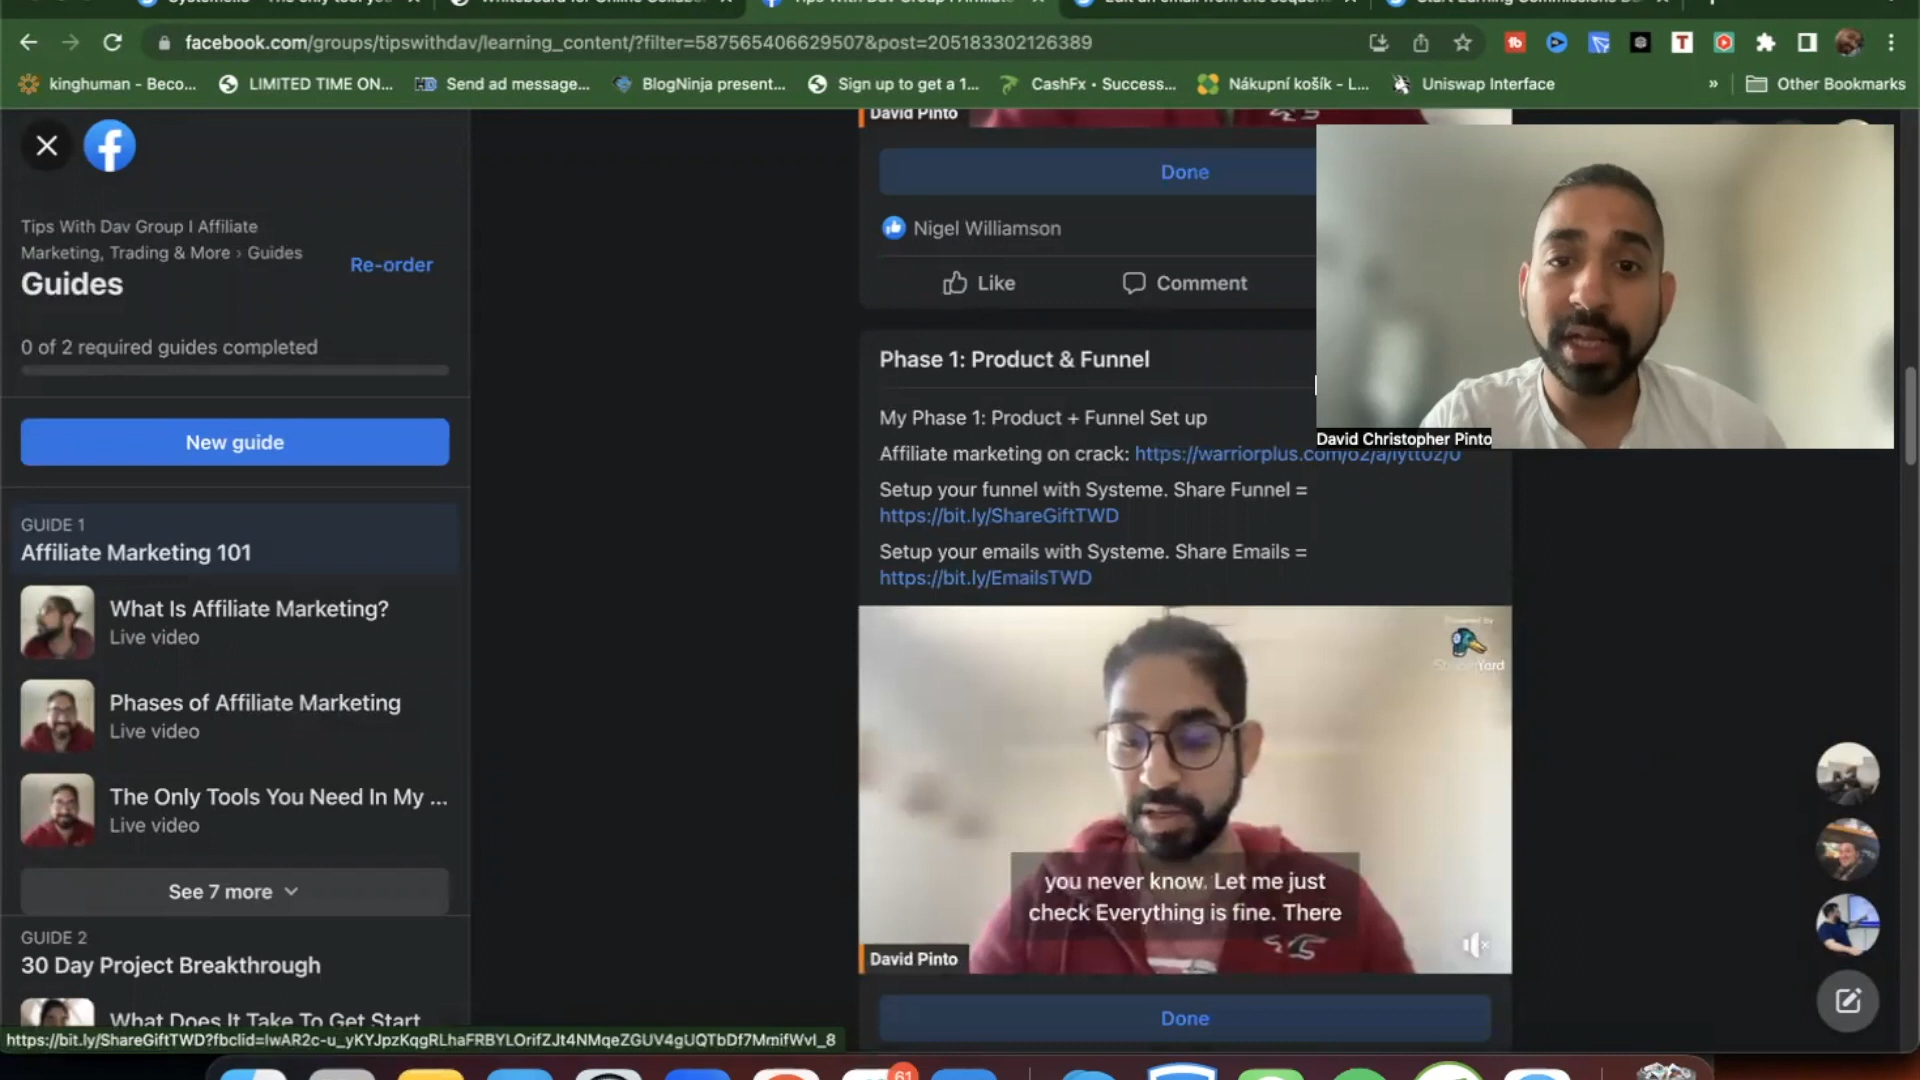 facebook.com/groups/tipswithdav/learning_content/?filter=587565406629507&post=205183302126389
kinghuman - Beco...
LIMITED TIME ON...
Send ad message...
BlogNinja present...
Sign up to get a 1...
CashFx • Success...
Nákupní košík - L...
Uniswap Interface
»
Other Bookmarks
Tips With Dav Group I Affiliate
Marketing, Trading & More › Guides
Guides
Re-order
0 of 2 required guides completed
New guide
GUIDE 1
Affiliate Marketing 101
What Is Affiliate Marketing?
Live video
Phases of Affiliate Marketing
Live video
The Only Tools You Need In My ...
Live video
See 7 more
GUIDE 2
30 Day Project Breakthrough
What Does It Take To Get Start
https://bit.ly/ShareGiftTWD?fbclid=
David Pinto
Done
Nigel Williamson
Like
Comment
Phase 1: Product & Funnel
My Phase 1: Product + Funnel Set up
Affiliate marketing on crack: https://warriorplus.com/o2/a/
Setup your funnel with Systeme. Share Funnel =
https://bit.ly/ShareGiftTWD
Setup your emails with Systeme. Share Emails =
https://bit.ly/EmailsTWD
you never know. Let me just
check Everything is fine. There
David Pinto
Done
David Christopher Pinto
61